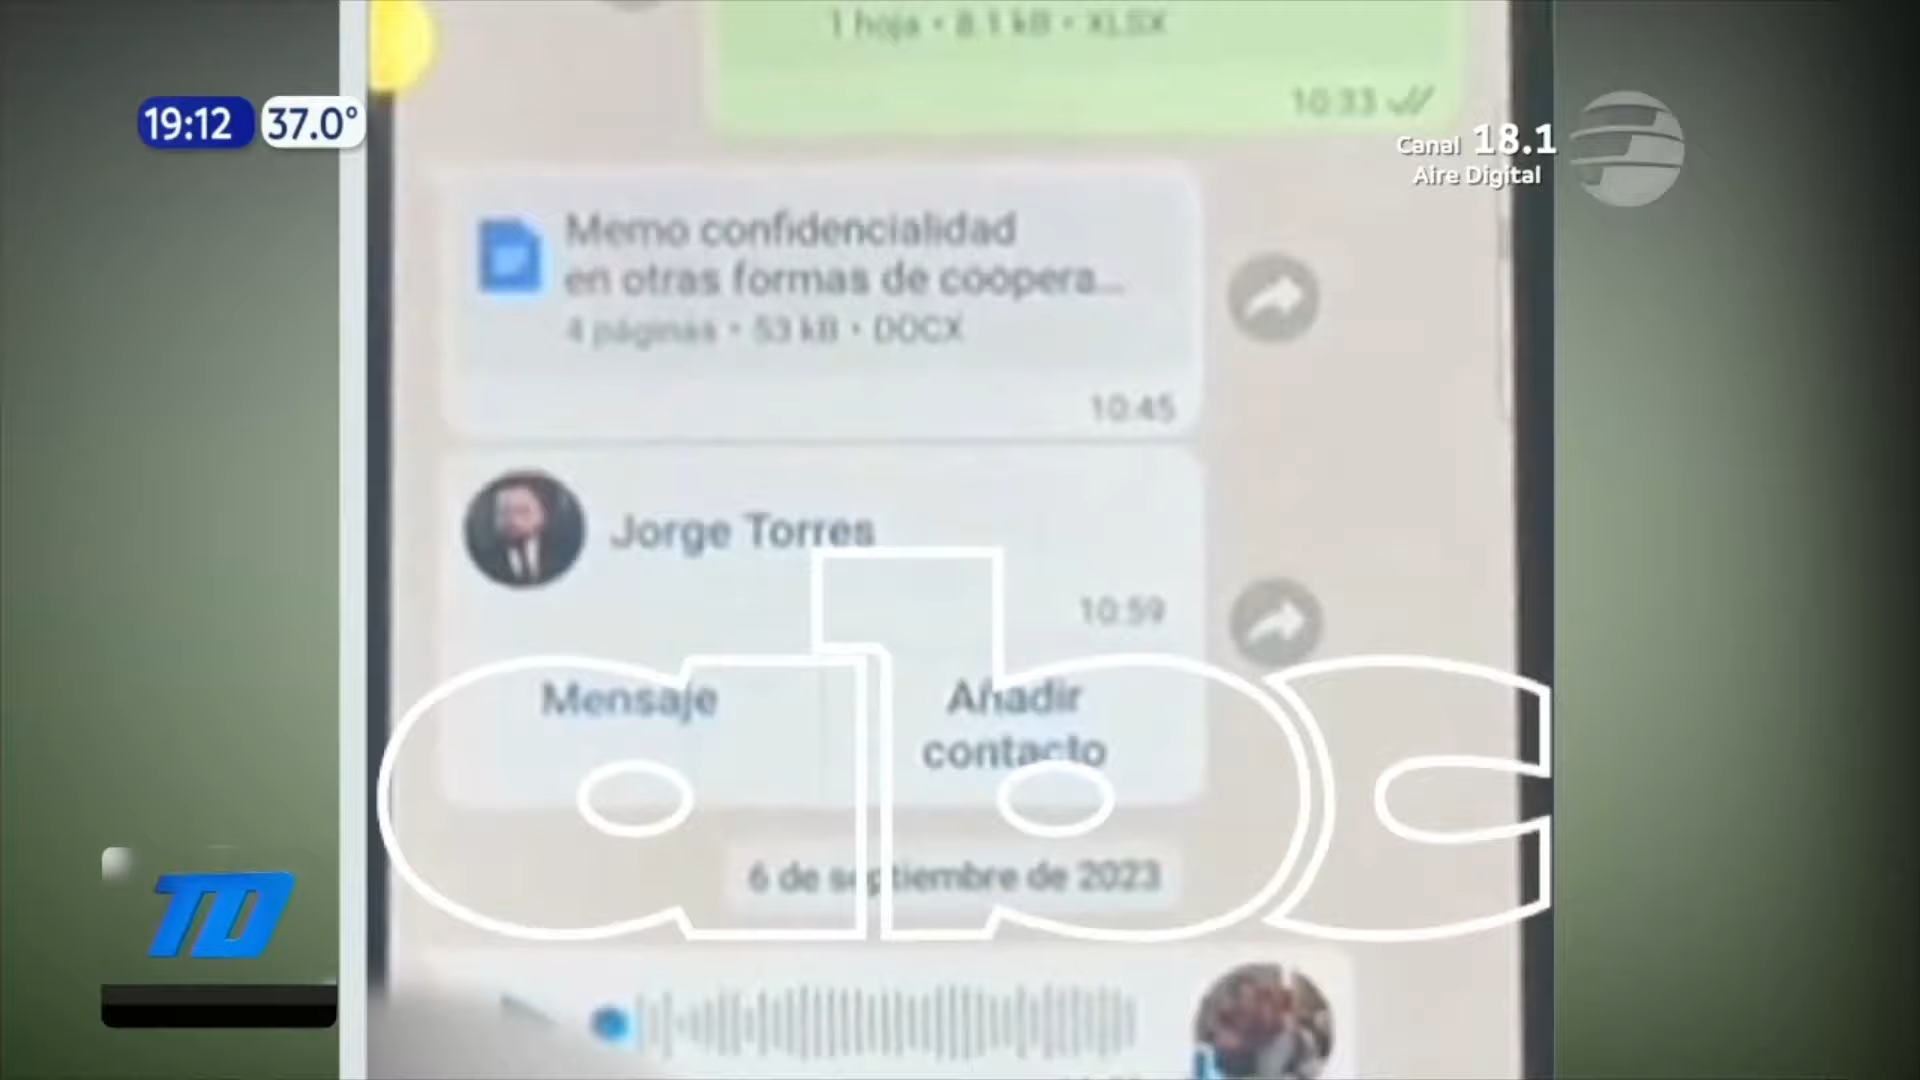 1 hoja • 8.1 kB • XLSX
10:33
19:12 37.0°
Canal 18.1
Aire Digital
Memo confidencialidad
en otras formas de coopera...
4 páginas • 53 kB • DOCX
10:45
Jorge Torres
10:59
Mensaje
Añadir
contacto
abc
6 de septiembre de 2023
TD